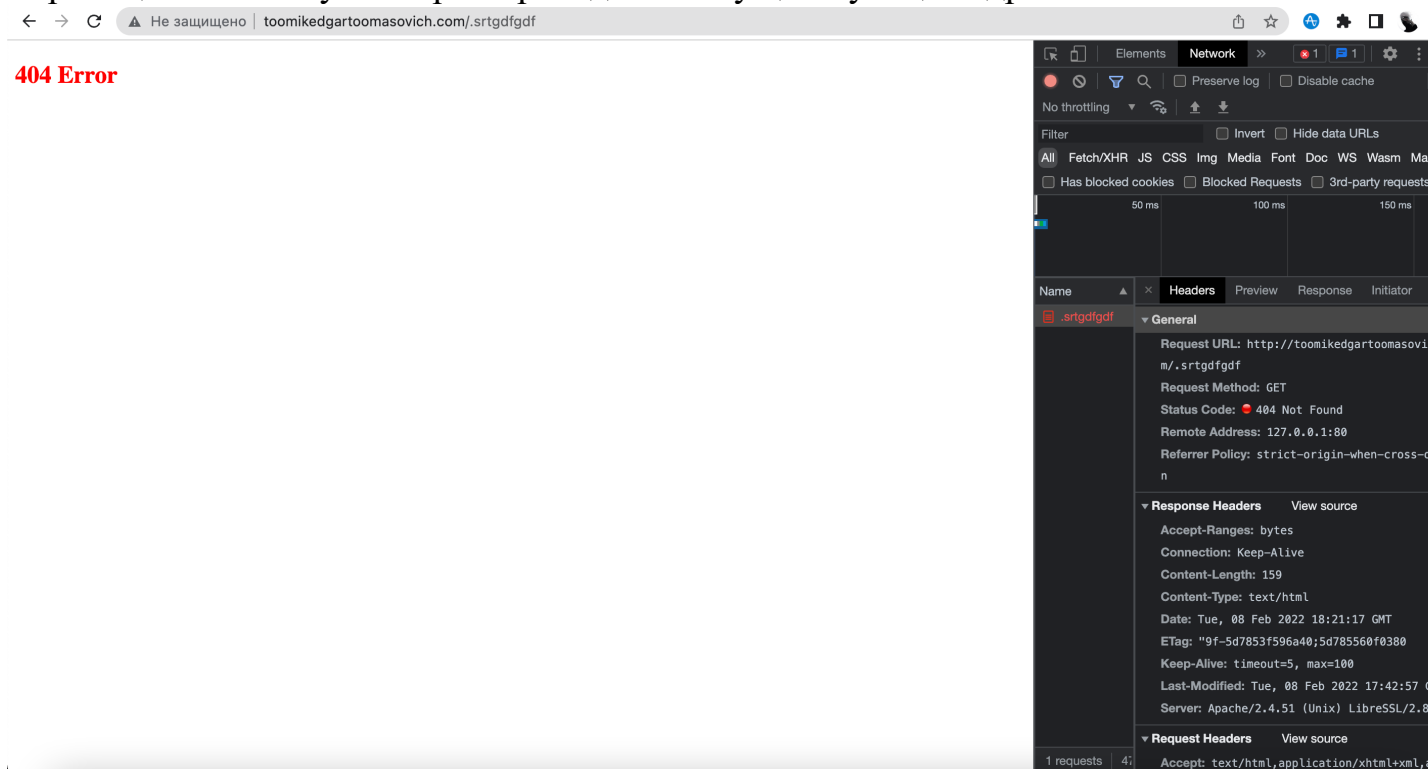 Не защищено toomikedgartoomasovich.com/.srtgdfgdf
404 Error
Elements Network » 1 1
Preserve log Disable cache
No throttling
Filter Invert Hide data URLs
All Fetch/XHR JS CSS Img Media Font Doc WS Wasm Ma
Has blocked cookies Blocked Requests 3rd-party requests
50 ms 100 ms 150 ms
Name Headers Preview Response Initiator
.srtgdfgdf
General
Request URL: http://toomikedgartoomasovi
m/.srtgdfgdf
Request Method: GET
Status Code: 404 Not Found
Remote Address: 127.0.0.1:80
Referrer Policy: strict-origin-when-cross-o
n
Response Headers View source
Accept-Ranges: bytes
Connection: Keep-Alive
Content-Length: 159
Content-Type: text/html
Date: Tue, 08 Feb 2022 18:21:17 GMT
ETag: "9f-5d7853f596a40;5d785560f0380
Keep-Alive: timeout=5, max=100
Last-Modified: Tue, 08 Feb 2022 17:42:57 G
Server: Apache/2.4.51 (Unix) LibreSSL/2.8
Request Headers View source
1 requests 47
Accept: text/html,application/xhtml+xml,